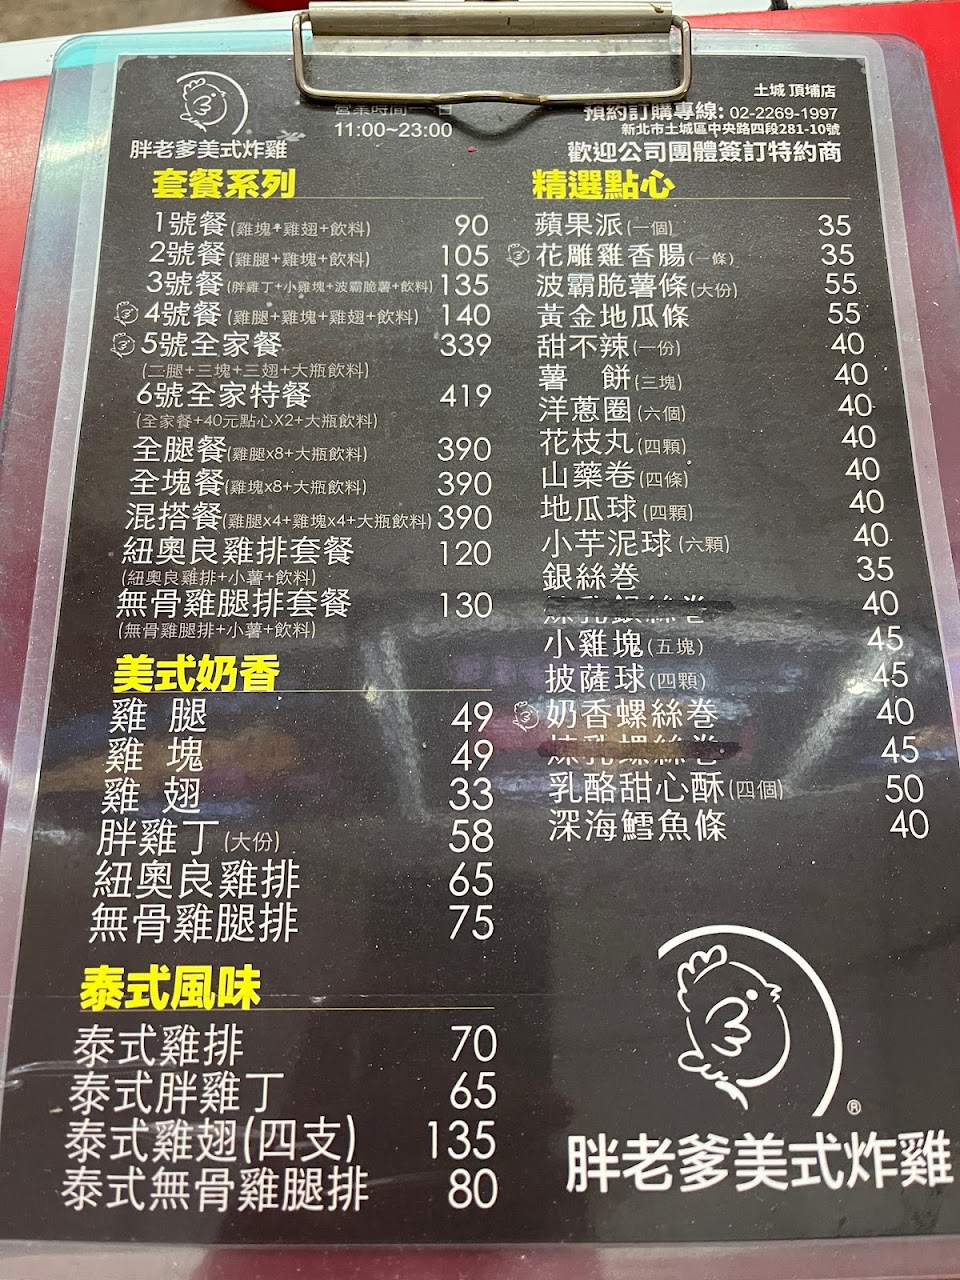 胖老爹美式炸雞
11:00~23:00
土城 頂埔店
預約訂購專線: 02-2269-1997
新北市土城區中央路四段281-10號
歡迎公司團體簽訂特約商
套餐系列
1號餐(雞塊+雞翅+飲料) 90
2號餐(雞腿+雞塊+飲料) 105
3號餐(胖雞丁+小雞塊+波霸脆薯+飲料) 135
4號餐(雞腿+雞塊+雞翅+飲料) 140
5號全家餐 339
(二腿+三塊+三翅+大瓶飲料)
6號全家特餐 419
(全家餐+40元點心X2+大瓶飲料)
全腿餐(雞腿x8+大瓶飲料) 390
全塊餐(雞塊x8+大瓶飲料) 390
混搭餐(雞腿x4+雞塊x4+大瓶飲料) 390
紐奧良雞排套餐 120
(紐奧良雞排+小薯+飲料)
無骨雞腿排套餐 130
(無骨雞腿排+小薯+飲料)
美式奶香
雞 腿 49
雞 塊 49
雞 翅 33
胖雞丁(大份) 58
紐奧良雞排 65
無骨雞腿排 75
泰式風味
泰式雞排 70
泰式胖雞丁 65
泰式雞翅(四支) 135
泰式無骨雞腿排 80
精選點心
蘋果派(一個) 35
花雕雞香腸(一條) 35
波霸脆薯條(大份) 55
黃金地瓜條 55
甜不辣(一份) 40
薯 餅(三塊) 40
洋蔥圈(六個) 40
花枝丸(四顆) 40
山藥卷(四條) 40
地瓜球(四顆) 40
小芋泥球(六顆) 40
銀絲卷 35
40
小雞塊(五塊) 45
披薩球(四顆) 45
奶香螺絲卷 40
45
乳酪甜心酥(四個) 50
深海鱈魚條 40
®
胖老爹美式炸雞